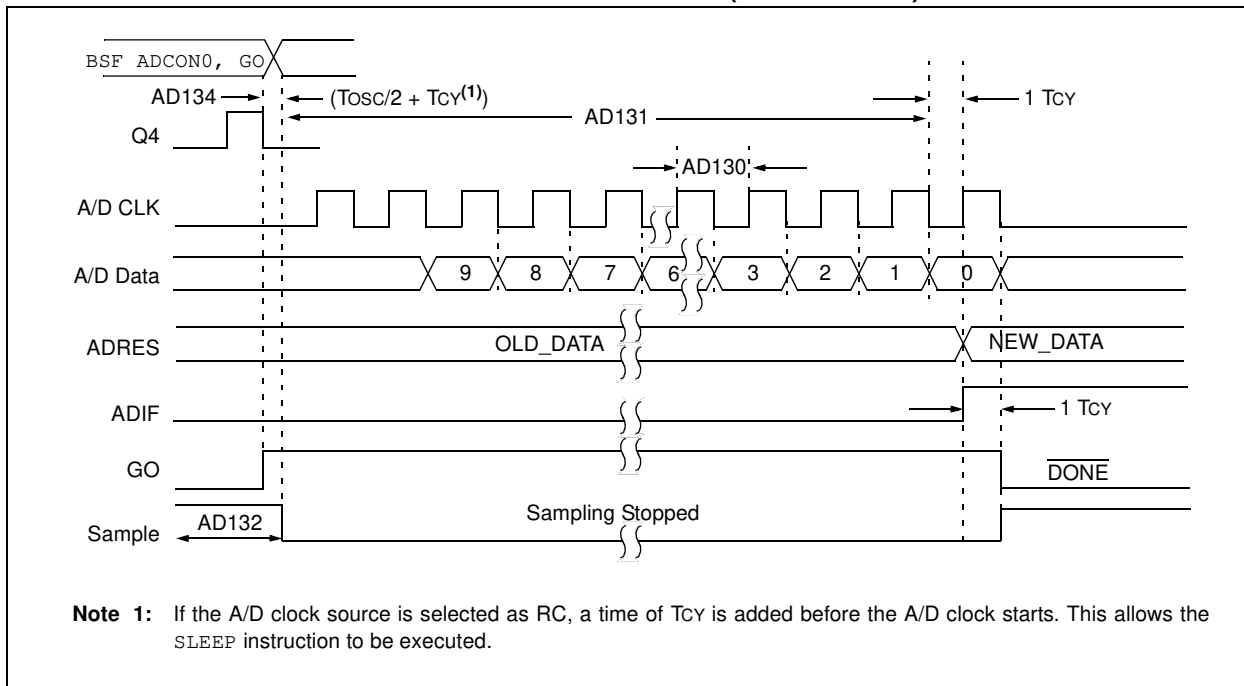 BSF ADCON0, GO
AD134
(TOSC/2 + TCY(1))
1 TCY
AD131
Q4
AD130
A/D CLK
A/D Data
9
8
7
6
3
2
1
0
ADRES
OLD_DATA
NEW_DATA
ADIF
1 TCY
GO
DONE
Sample
AD132
Sampling Stopped
Note 1: If the A/D clock source is selected as RC, a time of TCY is added before the A/D clock starts. This allows the
SLEEP instruction to be executed.